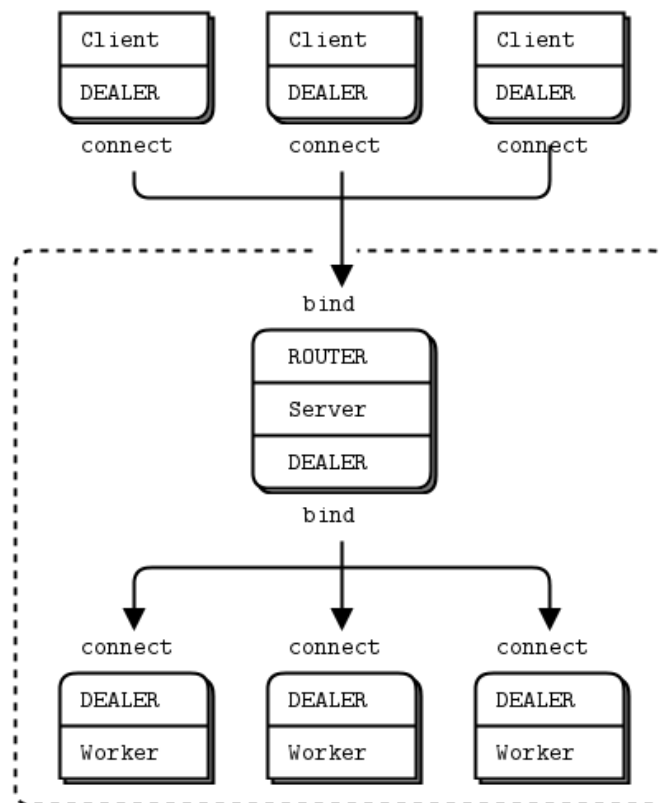 Client Client Client
DEALER DEALER DEALER
connect connect connect
bind
ROUTER
Server
DEALER
bind
connect connect connect
DEALER DEALER DEALER
Worker Worker Worker